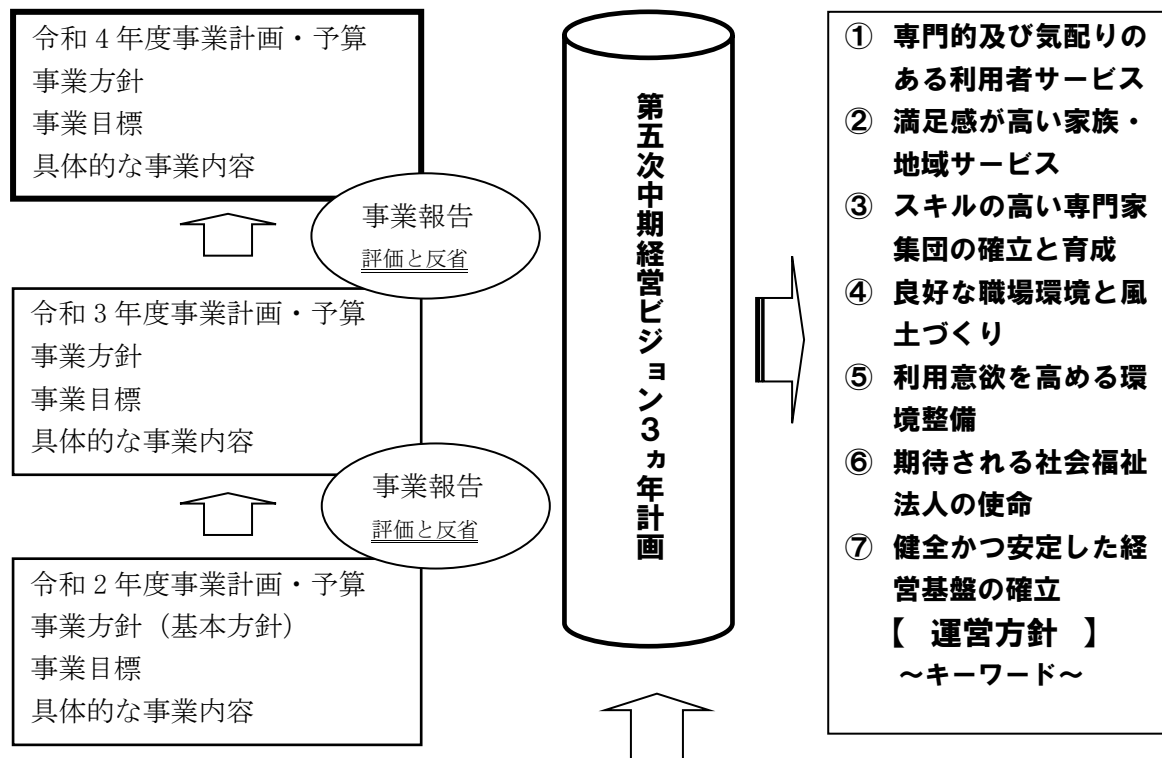 令和4年度事業計画・予算
事業方針
事業目標
具体的な事業内容
事業報告
評価と反省
令和3年度事業計画・予算
事業方針
事業目標
具体的な事業内容
事業報告
評価と反省
令和2年度事業計画・予算
事業方針（基本方針）
事業目標
具体的な事業内容
第五次中期経営ビジョン3ヵ年計画
① 専門的及び気配りの
ある利用者サービス
② 満足感が高い家族・
地域サービス
③ スキルの高い専門家
集団の確立と育成
④ 良好な職場環境と風
土づくり
⑤ 利用意欲を高める環
境整備
⑥ 期待される社会福祉
法人の使命
⑦ 健全かつ安定した経
営基盤の確立
【 運営方針 】
～キーワード～